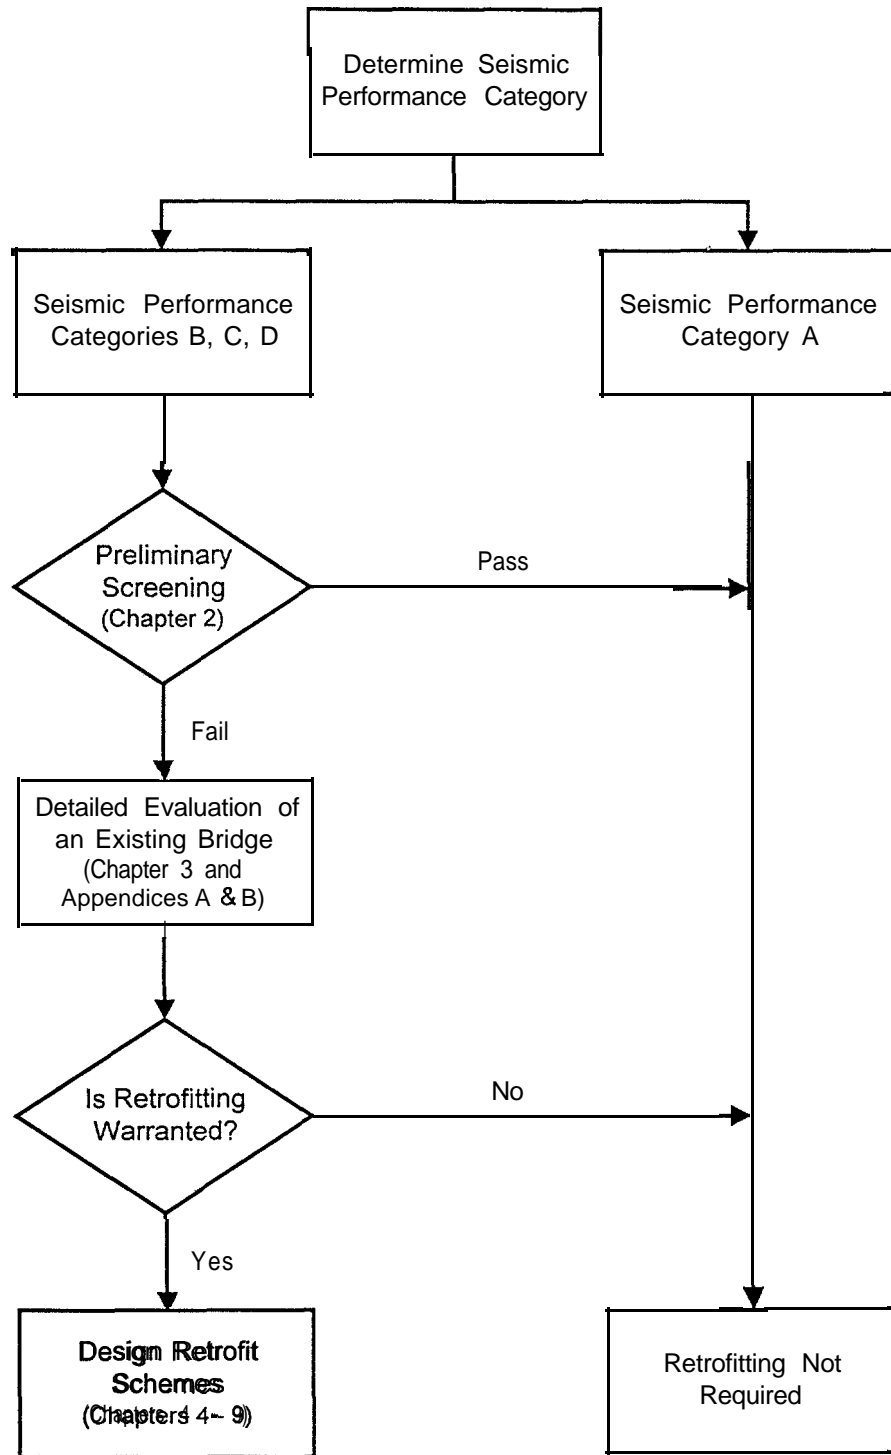 Determine Seismic
Performance Category
Seismic Performance
Categories B, C, D
Seismic Performance
Category A
Preliminary
Screening
(Chapter 2)
Pass
Fail
Detailed Evaluation of
an Existing Bridge
(Chapter 3 and
Appendices A & B)
Is Retrofitting
Warranted?
No
Yes
Design Retrofit
Schemes
(Chapters 4 - 9)
Retrofitting Not
Required